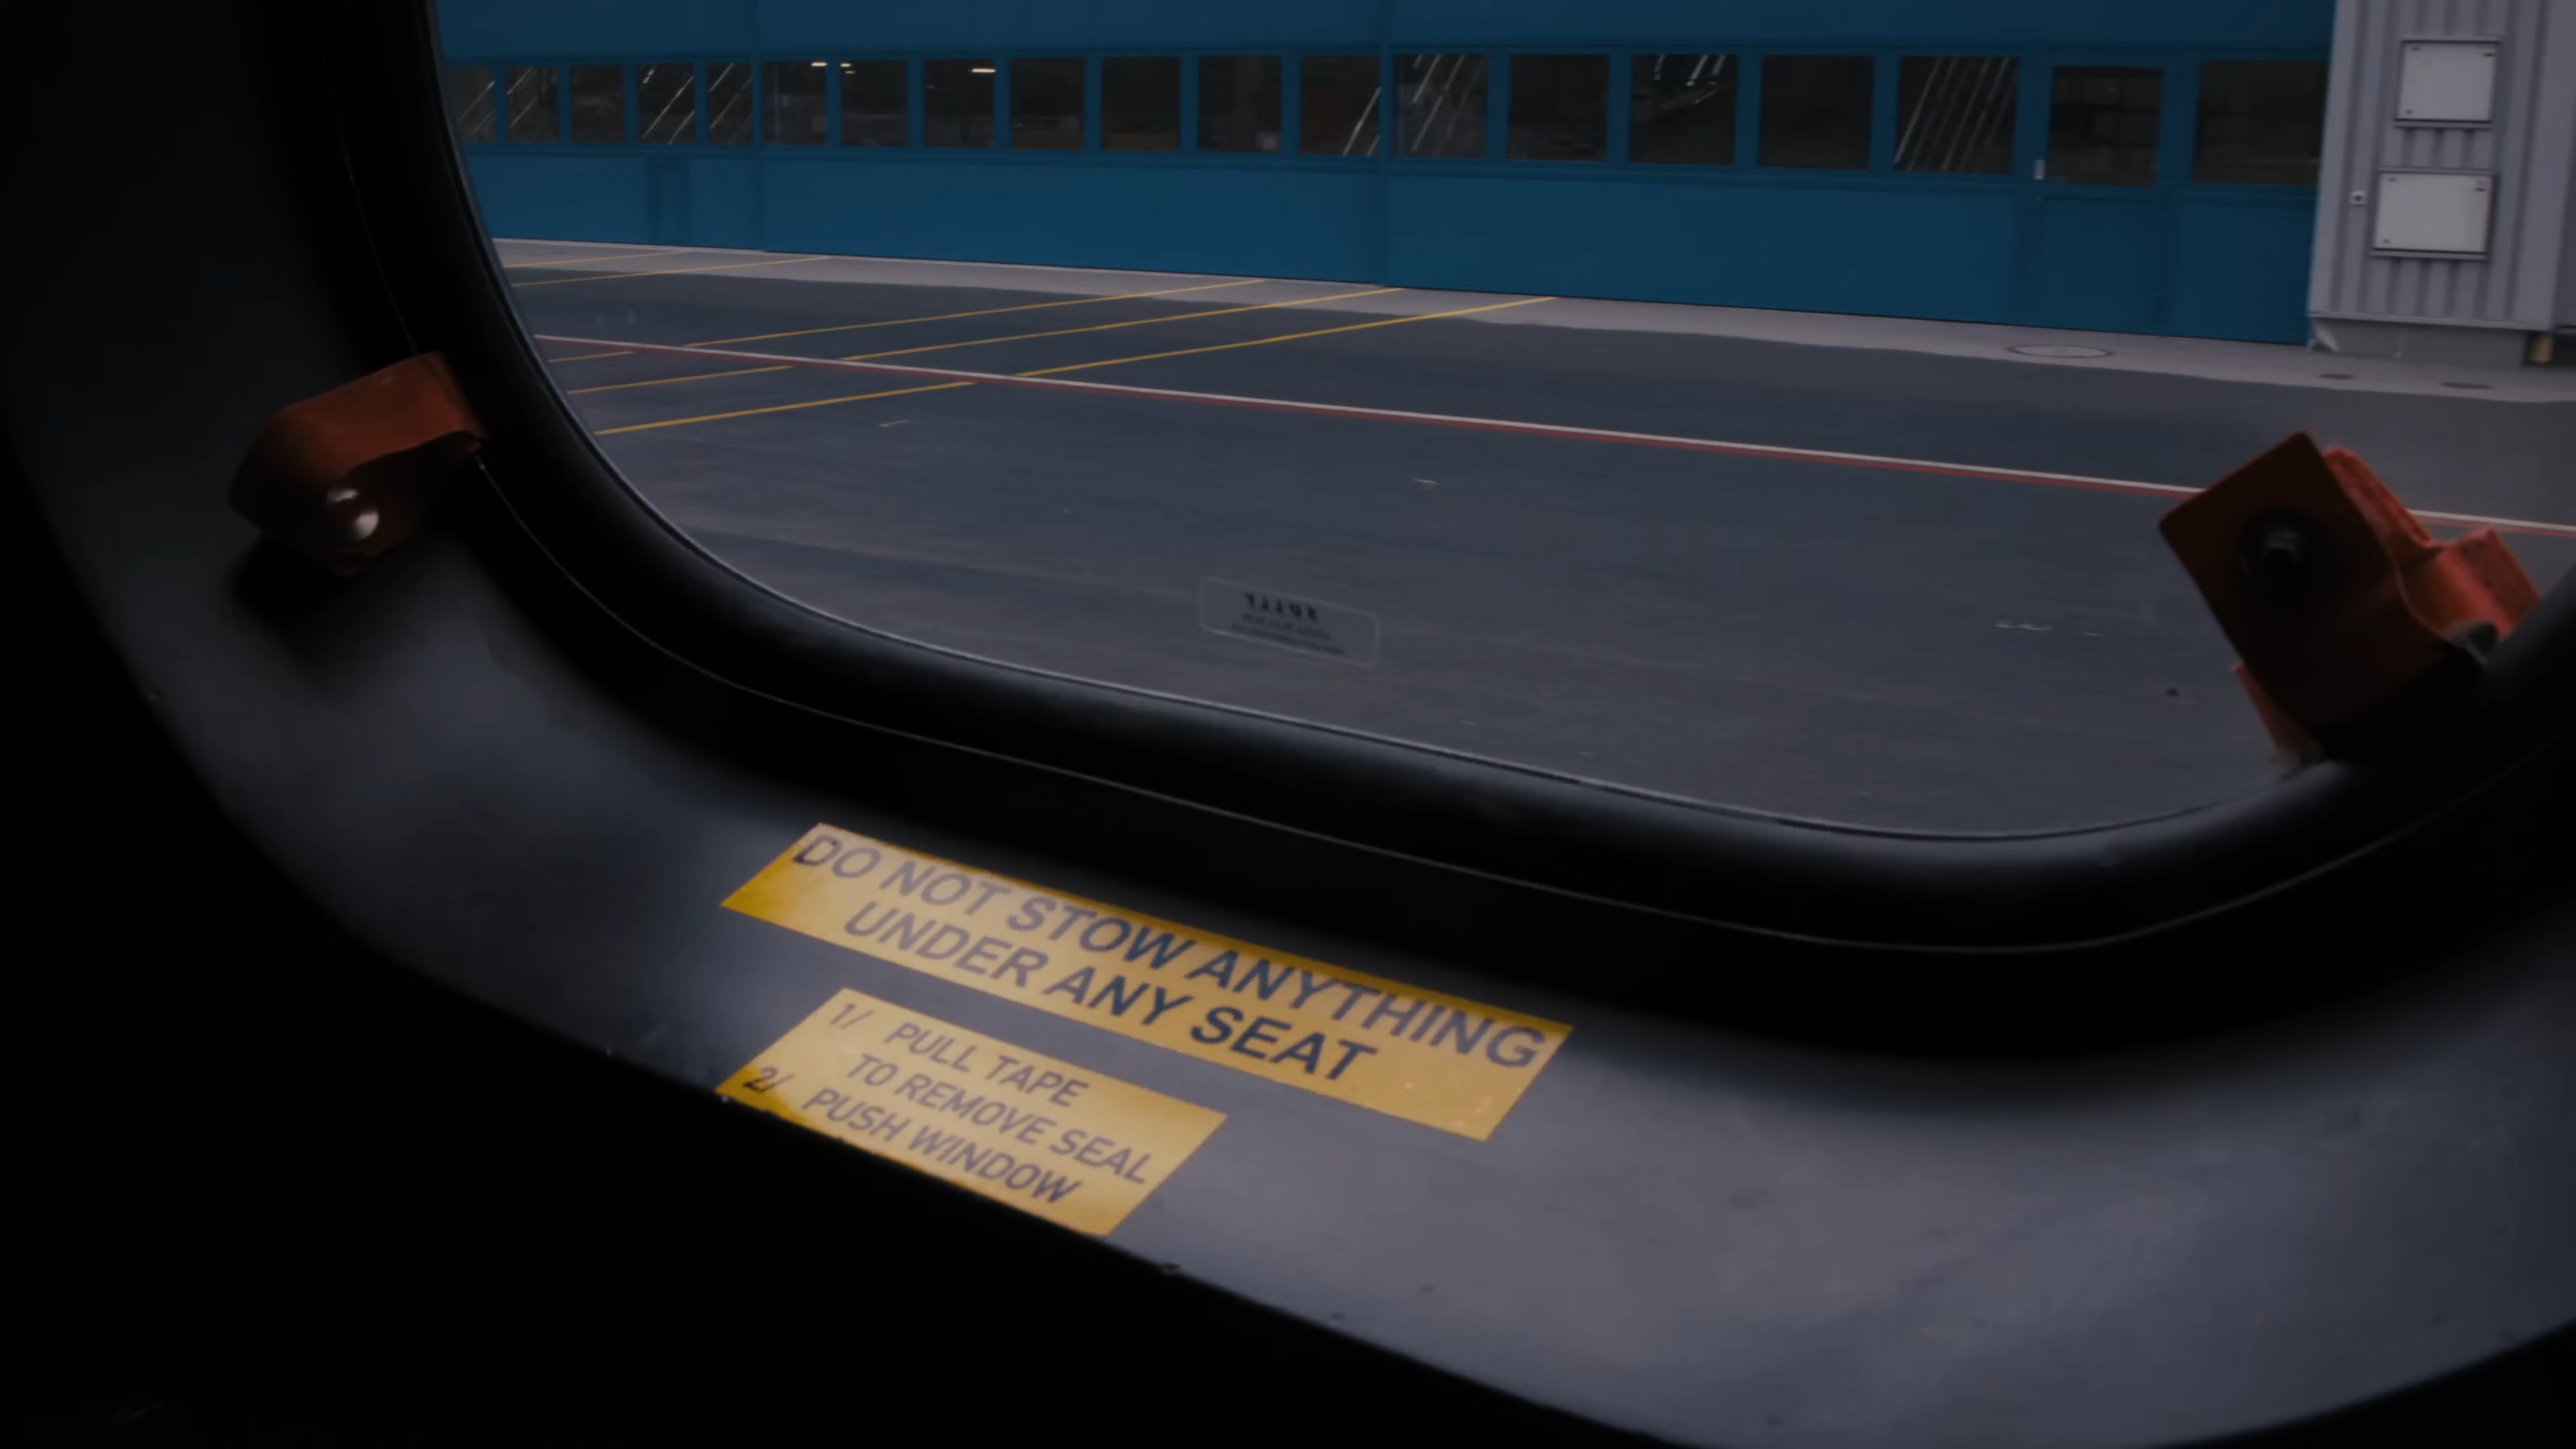 DO NOT STOW ANYTHING
UNDER ANY SEAT
1/ PULL TAPE
TO REMOVE SEAL
2/ PUSH WINDOW